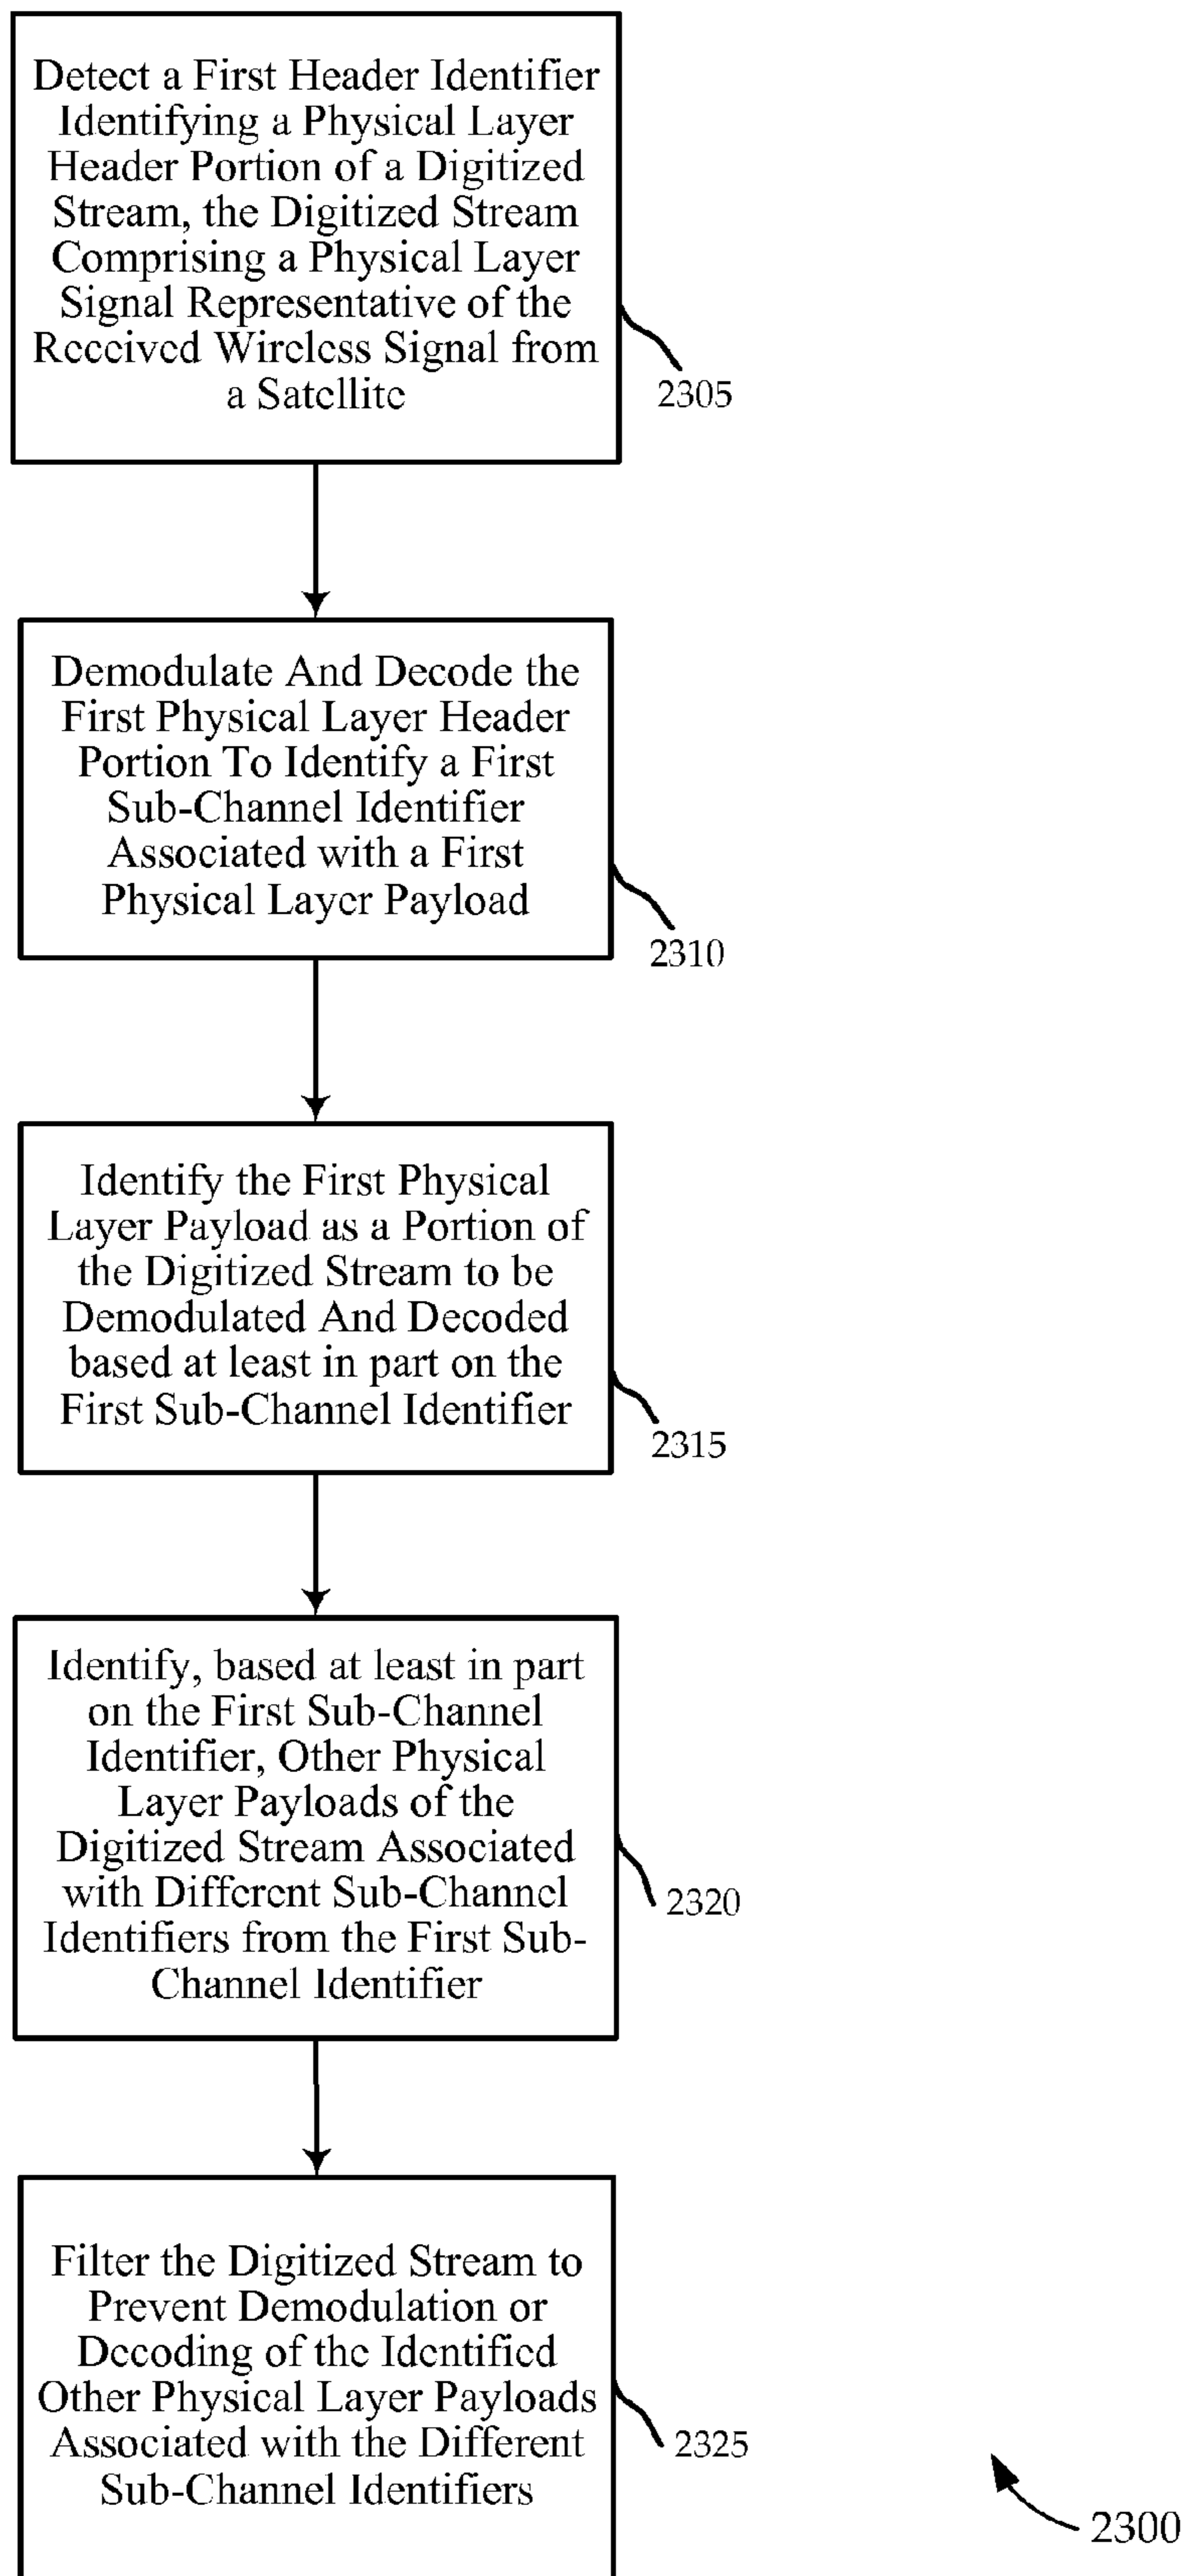 Detect a First Header Identifier
Identifying a Physical Layer
Header Portion of a Digitized
Stream, the Digitized Stream
Comprising a Physical Layer
Signal Representative of the
Received Wireless Signal from
a Satellite
2305
Demodulate And Decode the
First Physical Layer Header
Portion To Identify a First
Sub-Channel Identifier
Associated with a First
Physical Layer Payload
2310
Identify the First Physical
Layer Payload as a Portion of
the Digitized Stream to be
Demodulated And Decoded
based at least in part on the
First Sub-Channel Identifier
2315
Identify, based at least in part
on the First Sub-Channel
Identifier, Other Physical
Layer Payloads of the
Digitized Stream Associated
with Different Sub-Channel
Identifiers from the First Sub-
Channel Identifier
2320
Filter the Digitized Stream to
Prevent Demodulation or
Decoding of the Identified
Other Physical Layer Payloads
Associated with the Different
Sub-Channel Identifiers
2325
2300